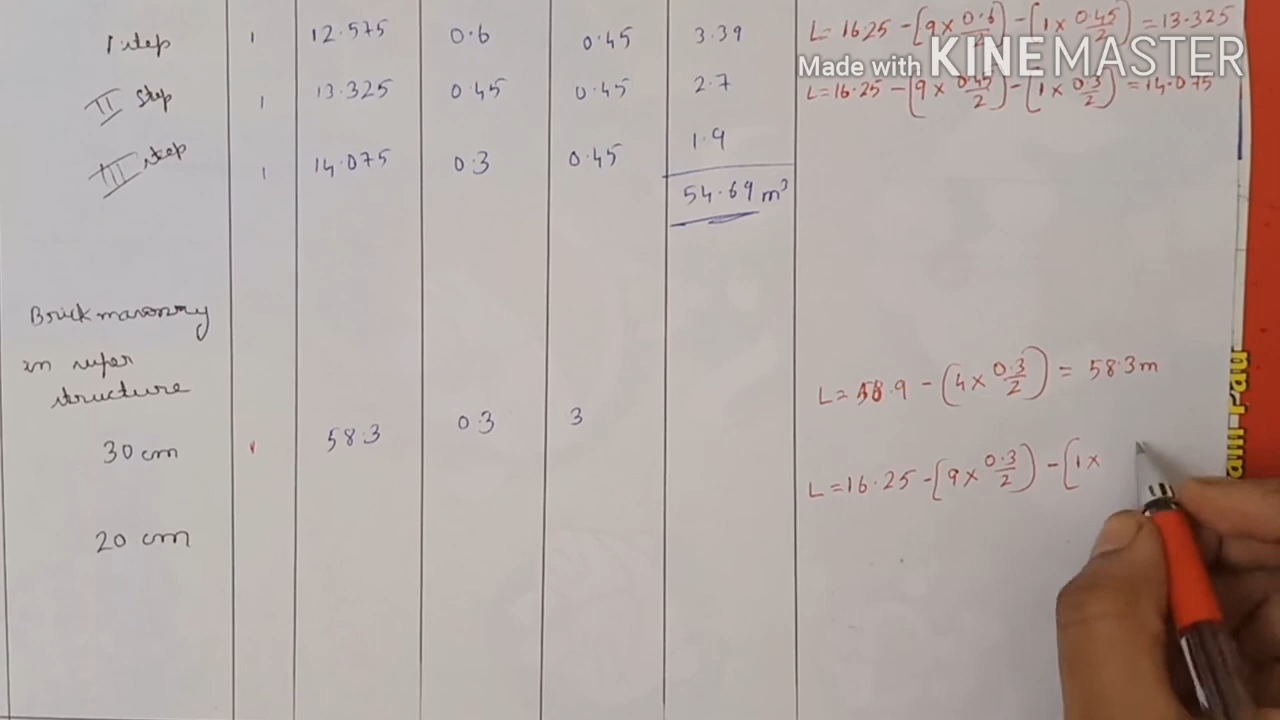 I step 1 12.575 0.6 0.45 3.39 L = 16.25 - [9 × 0.6/2) - [1 × 0.45/2) = 13.325
Made with KINEMASTER
II step 1 13.325 0.45 0.45 2.7 L = 16.25 - (9 × 0.45/2) - [1 × 0.3/2) = 14.075
III step 1 14.075 0.3 0.45 1.9
54.69 m³
Brick masonry
in super
structure
L = 58.9 - (4 × 0.3/2) = 58.3m
30 cm 1 58.3 0.3 3
L = 16.25 - [9 × 0.3/2) - [1 ×
20 cm